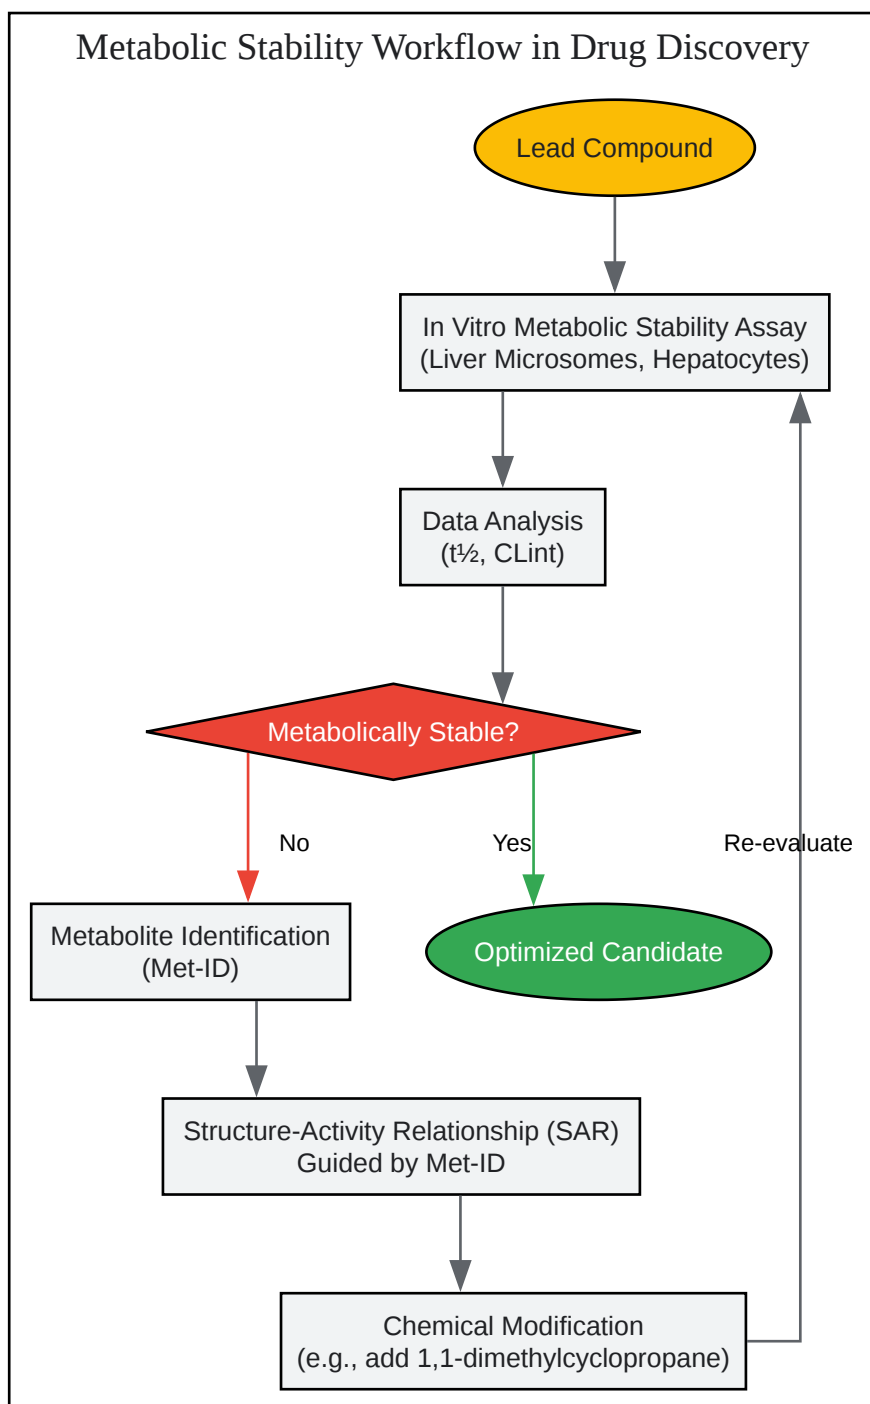 Metabolic Stability Workflow in Drug Discovery
Lead Compound
In Vitro Metabolic Stability Assay
(Liver Microsomes, Hepatocytes)
Data Analysis
(t½, CLint)
Metabolically Stable?
No
Yes
Re-evaluate
Metabolite Identification
(Met-ID)
Optimized Candidate
Structure-Activity Relationship (SAR)
Guided by Met-ID
Chemical Modification
(e.g., add 1,1-dimethylcyclopropane)